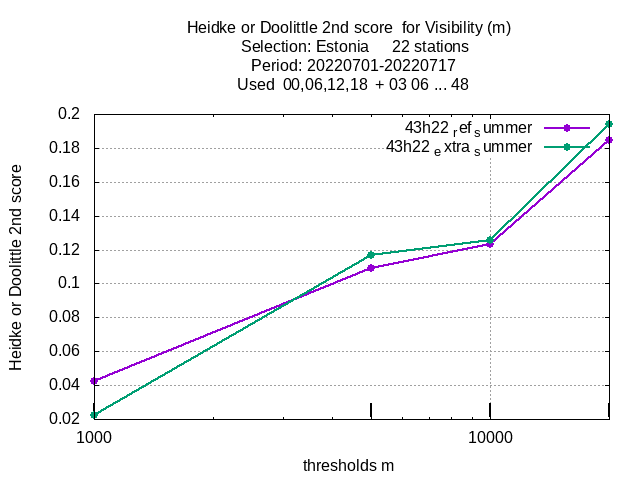 Heidke or Doolittle 2nd score  for Visibility (m)
Selection: Estonia     22 stations
Period: 20220701-20220717
Used  00,06,12,18  + 03 06 ... 48
43h22 ref summer
43h22 extra summer
0.2
0.18
0.16
0.14
0.12
0.1
0.08
0.06
0.04
0.02
Heidke or Doolittle 2nd score
1000
10000
thresholds m